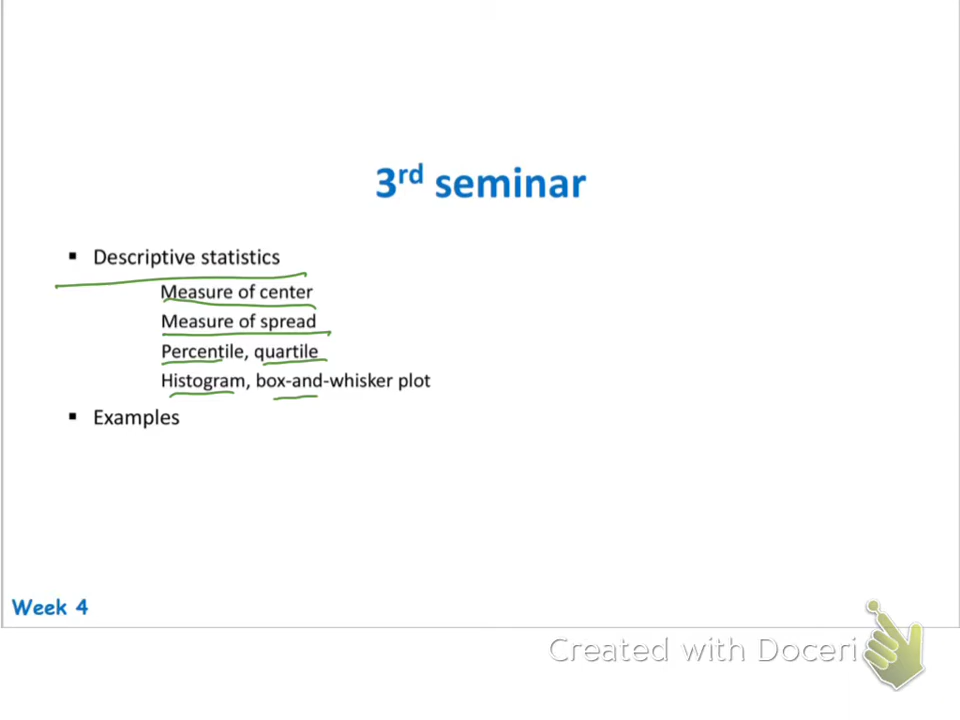 3rd seminar
▪ Descriptive statistics
Measure of center
Measure of spread
Percentile, quartile
Histogram, box-and-whisker plot
▪ Examples
Week 4
Created with Doceri